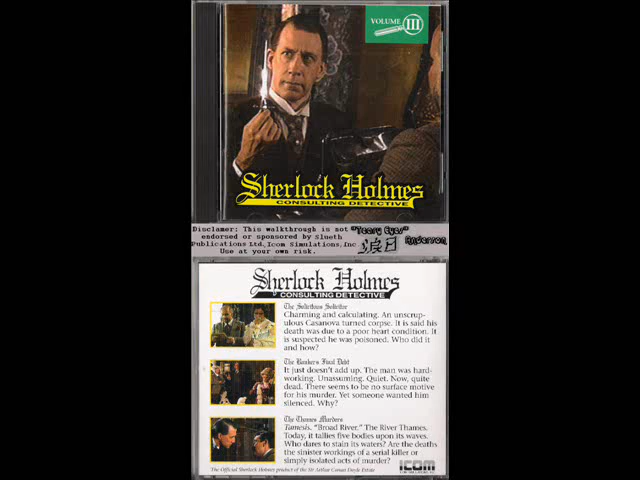 VOLUME III
Sherlock Holmes
CONSULTING DETECTIVE
Disclamer: This walkthrough is not
endorsed or sponsored by Slueth
Publications Ltd,Icom Simulations,Inc
Use at your own risk.
"Teary Eyes"
Anderson
Sherlock Holmes
CONSULTING DETECTIVE
The Solicitous Solicitor
Charming and calculating. An unscrup-
ulous Casanova turned corpse. It is said his
death was due to a poor heart condition. It
is suspected he was poisoned. Who did it
and how?
The Banker's Final Debt
It just doesn't add up. The man was hard-
working. Unassuming. Quiet. Now, quite
dead. There seems to be no surface motive
for his murder. Yet someone wanted him
silenced. Why?
The Thames Murders
Tamesis. "Broad River." The River Thames.
Today, it tallies five bodies upon its waves.
Who dares to stain its waters? Are the deaths
the sinister workings of a serial killer or
simply isolated acts of murder?
The Official Sherlock Holmes product of the Sir Arthur Conan Doyle Estate
ICOM